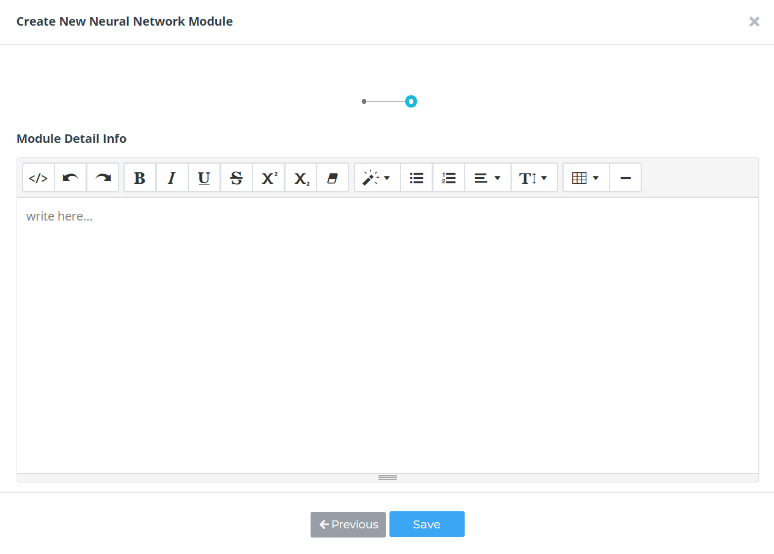 Create New Neural Network Module
×
Module Detail Info
</> B I U S X² X₂ T
write here...
Previous Save